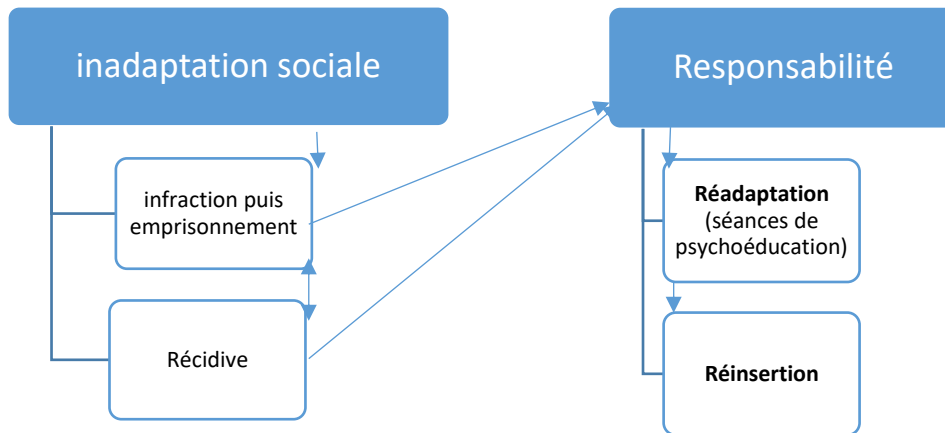 inadaptation sociale
infraction puis
emprisonnement
Récidive
Responsabilité
Réadaptation
(séances de
psychoéducation)
Réinsertion